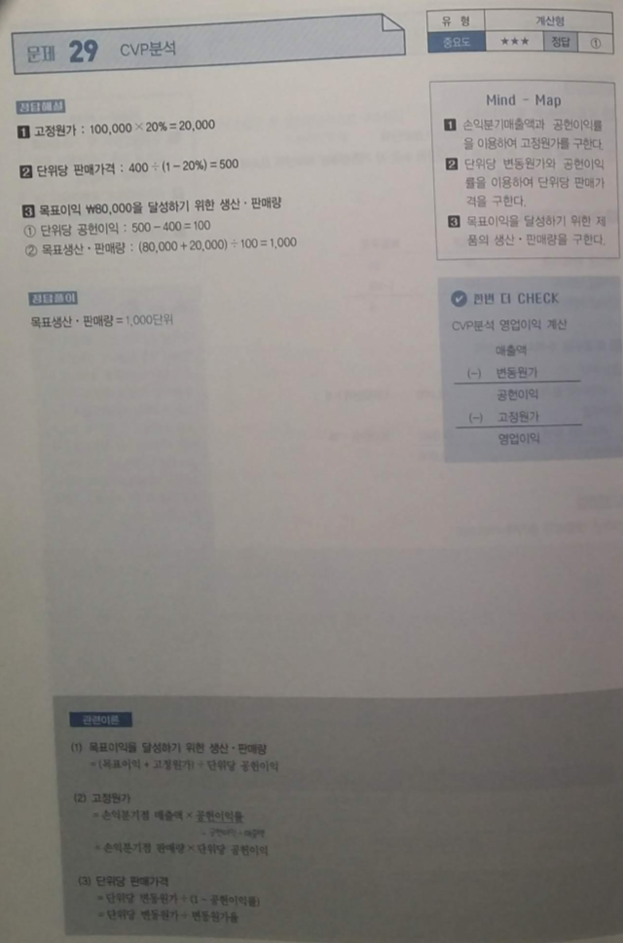 문제 29 CVP분석
유 형 계산형
중요도 ★★★ 정답 ①
정답해설
1 고정원가 : 100,000×20%=20,000
2 단위당 판매가격 : 400÷(1-20%)=500
3 목표이익 ₩80,000을 달성하기 위한 생산·판매량
① 단위당 공헌이익 : 500-400=100
② 목표생산·판매량 : (80,000+20,000)÷100=1,000
정답풀이
목표생산·판매량=1,000단위
Mind - Map
1 손익분기매출액과 공헌이익률
을 이용하여 고정원가를 구한다.
2 단위당 변동원가와 공헌이익
률을 이용하여 단위당 판매가
격을 구한다.
3 목표이익을 달성하기 위한 제
품의 생산·판매량을 구한다.
한번 더 CHECK
CVP분석 영업이익 계산
매출액
(-) 변동원가
공헌이익
(-) 고정원가
영업이익
관련이론
(1) 목표이익을 달성하기 위한 생산·판매량
=(목표이익 + 고정원가) ÷ 단위당 공헌이익
(2) 고정원가
= 손익분기점 매출액 × 공헌이익률
= 공헌이익÷매출액
= 손익분기점 판매량 × 단위당 공헌이익
(3) 단위당 판매가격
= 단위당 변동원가 ÷ (1 - 공헌이익률)
= 단위당 변동원가 ÷ 변동원가율